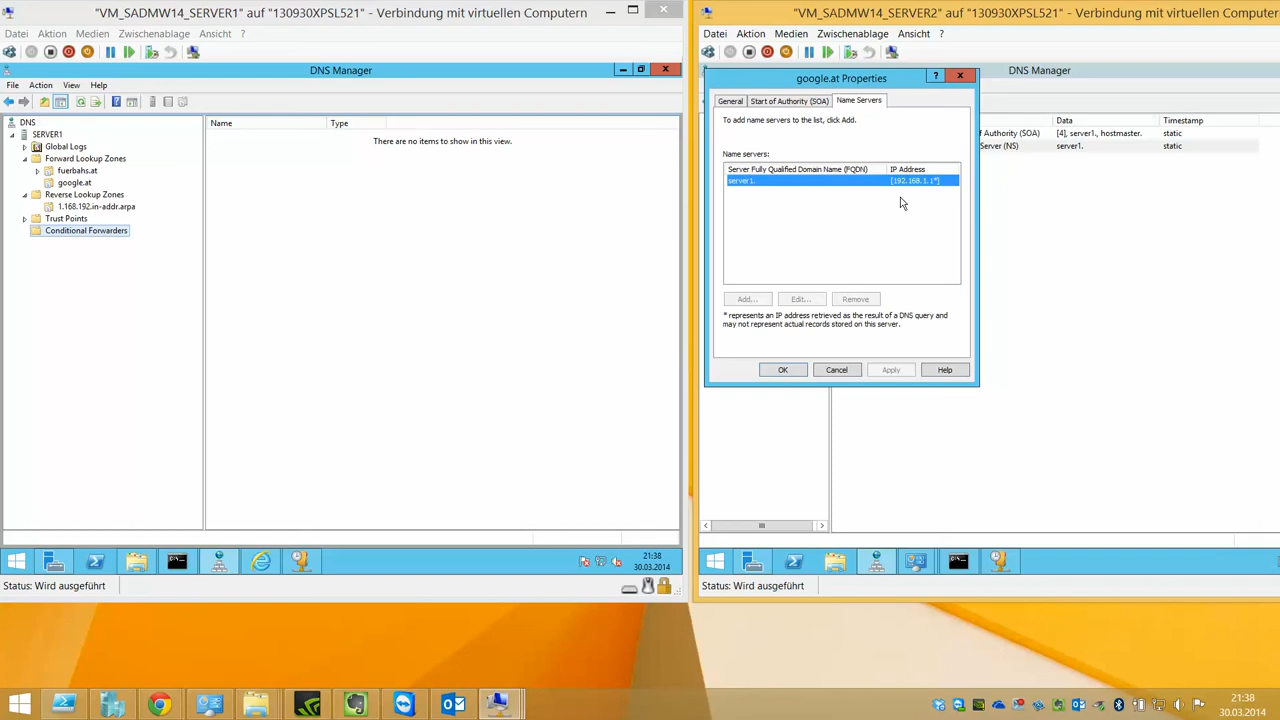 "VM_SADMW14_SERVER1" auf "130930XPSL521" - Verbindung mit virtuellen Computern
Datei Aktion Medien Zwischenablage Ansicht ?
DNS Manager
File Action View Help
DNS
SERVER1
Global Logs
Forward Lookup Zones
fuerbahs.at
google.at
Reverse Lookup Zones
1.168.192.in-addr.arpa
Trust Points
Conditional Forwarders
Name Type
There are no items to show in this view.
21:38
30.03.2014
Status: Wird ausgeführt
"VM_SADMW14_SERVER2" auf "130930XPSL521" - Verbindung mit virtuellen Computern
Datei Aktion Medien Zwischenablage Ansicht ?
DNS Manager
google.at Properties
?
General Start of Authority (SOA) Name Servers
To add name servers to the list, click Add.
Name servers:
Server Fully Qualified Domain Name (FQDN) IP Address
server1. [192.168.1.1*]
Add... Edit... Remove
* represents an IP address retrieved as the result of a DNS query and
may not represent actual records stored on this server.
OK Cancel Apply Help
Data Timestamp
of Authority (SOA) [4], server1., hostmaster. static
Server (NS) server1. static
Status: Wird ausgeführt
21:38
30.03.2014